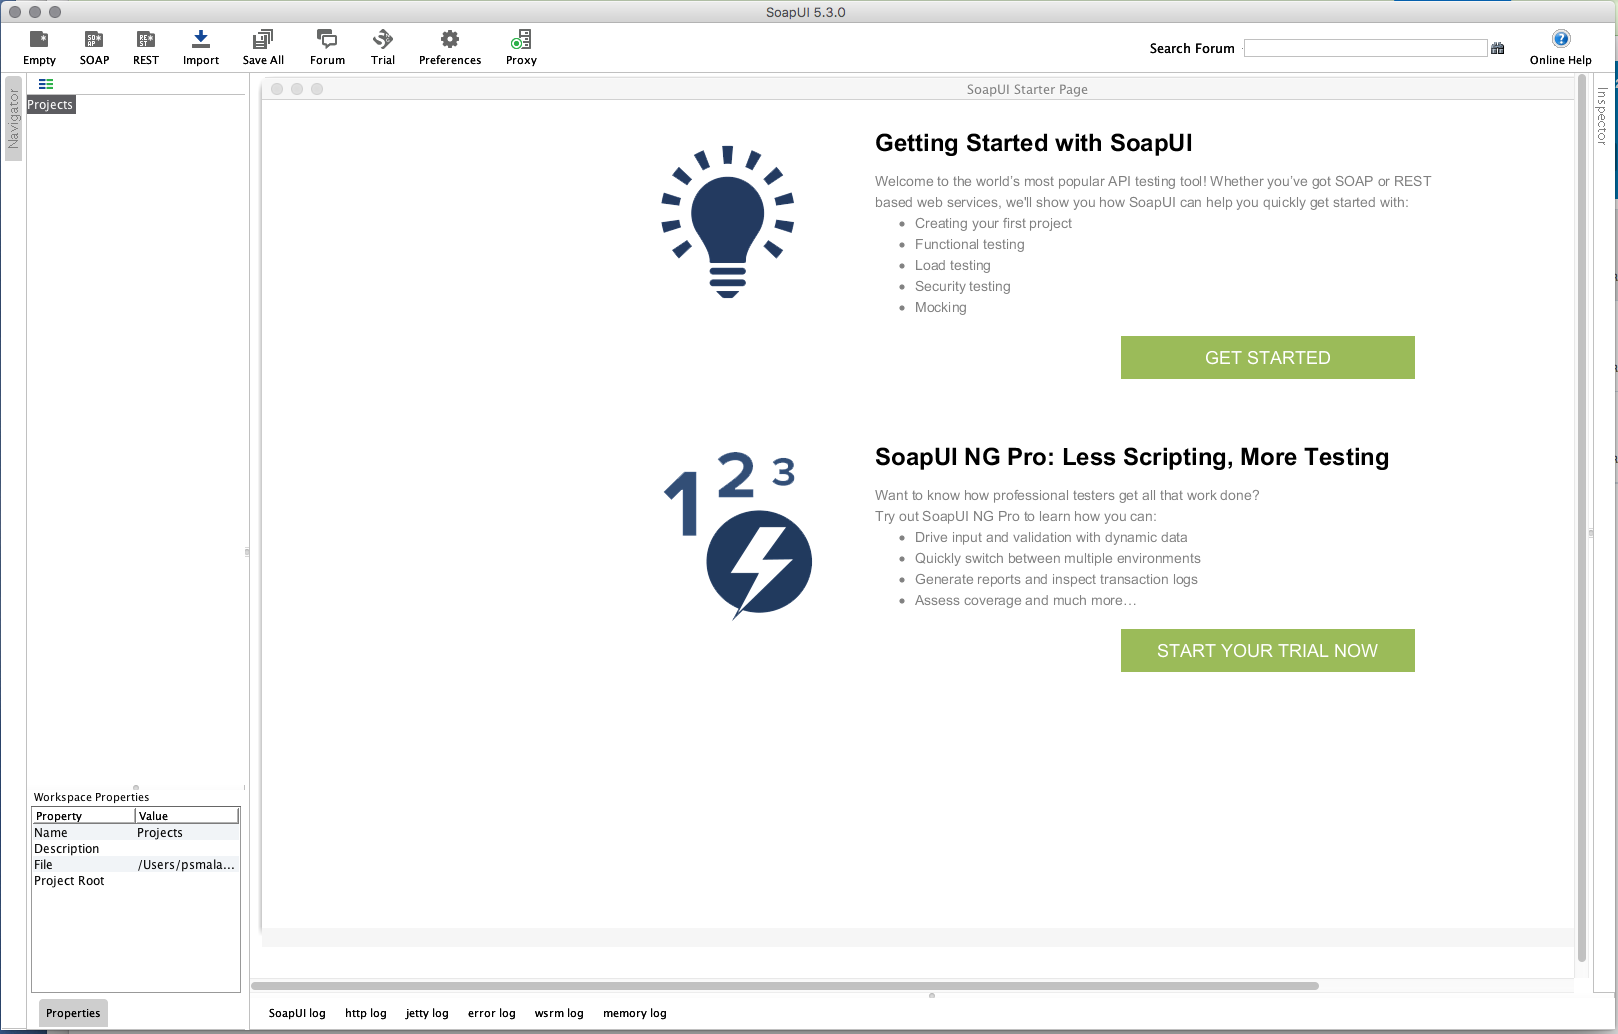 SoapUI 5.3.0
Empty
SOAP
REST
Import
Save All
Forum
Trial
Preferences
Proxy
Search Forum
Online Help
Navigator
Projects
SoapUI Starter Page
Inspector
Getting Started with SoapUI
Welcome to the world's most popular API testing tool! Whether you've got SOAP or REST
based web services, we'll show you how SoapUI can help you quickly get started with:
Creating your first project
Functional testing
Load testing
Security testing
Mocking
GET STARTED
1 2 3
SoapUI NG Pro: Less Scripting, More Testing
Want to know how professional testers get all that work done?
Try out SoapUI NG Pro to learn how you can:
Drive input and validation with dynamic data
Quickly switch between multiple environments
Generate reports and inspect transaction logs
Assess coverage and much more...
START YOUR TRIAL NOW
Workspace Properties
Property Value
Name Projects
Description
File /Users/psmala...
Project Root
Properties
SoapUI log http log jetty log error log wsrm log memory log